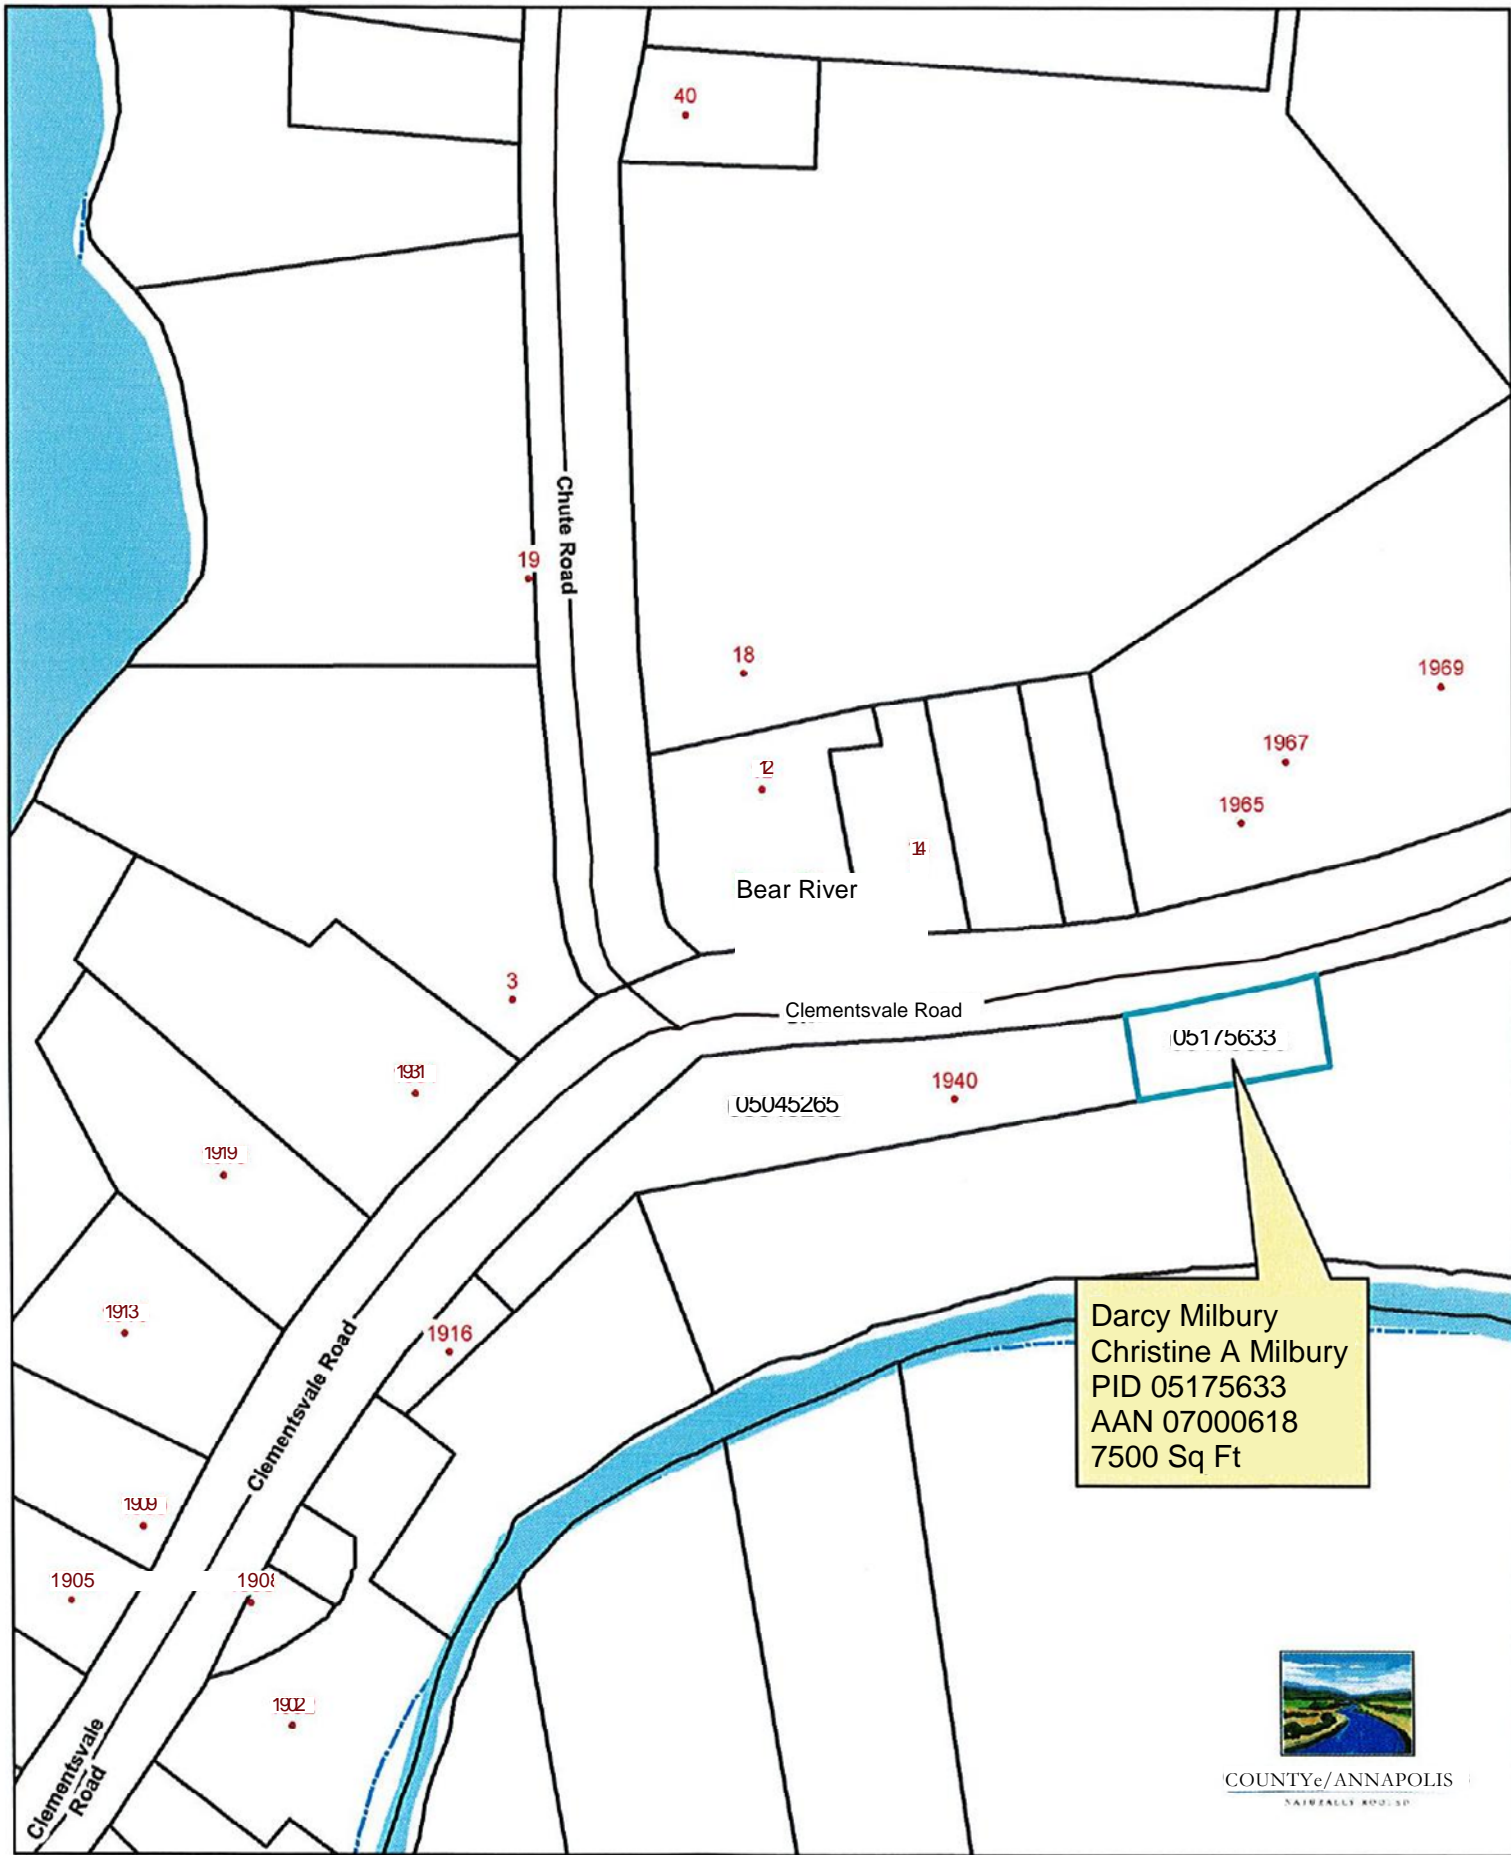 40
Chute Road
19
18
1969
1967
12
1965
14
Bear River
3
Clementsvale Road
05175633
1931
1940
05045265
1919
1913
1916
Darcy Milbury
Christine A Milbury
PID 05175633
AAN 07000618
7500 Sq Ft
Clementsvale Road
1909
1905
1908
1902
Clementsvale
Road
COUNTYe/ANNAPOLIS